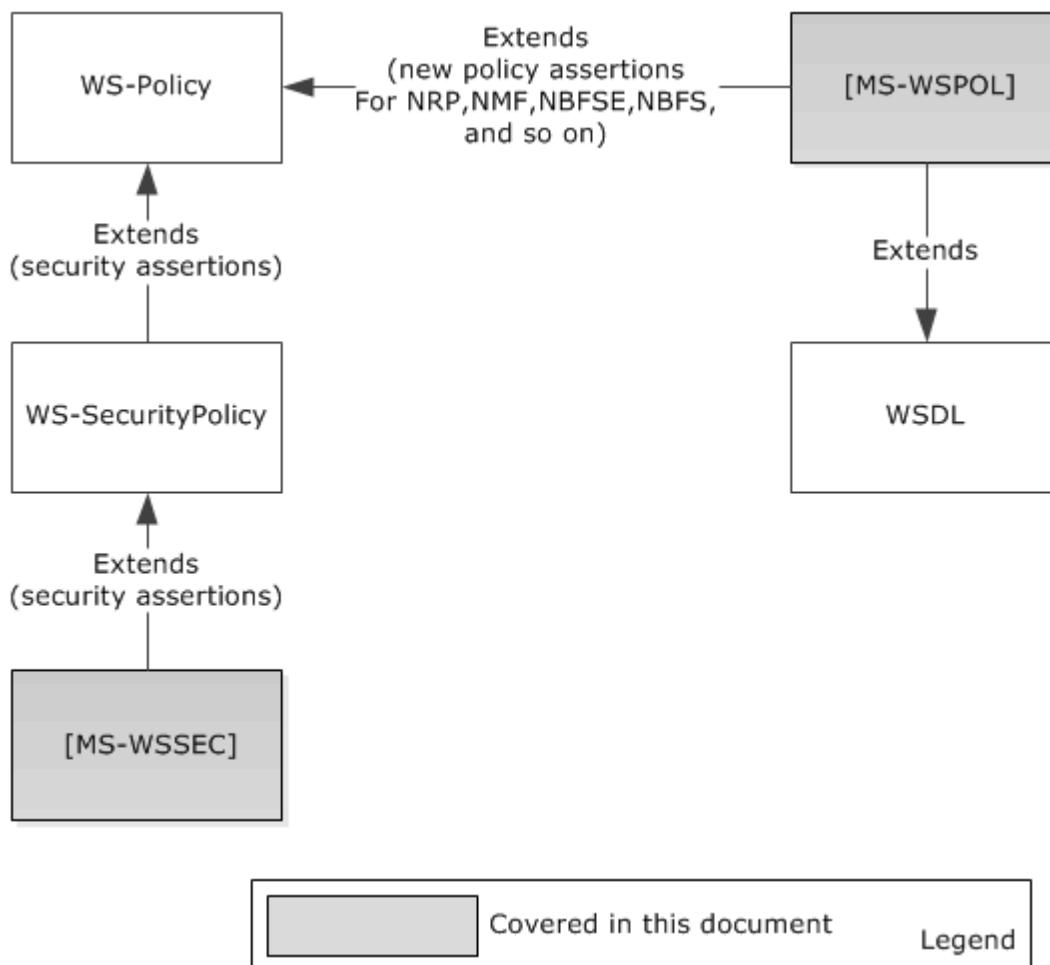 WS-Policy
Extends
(new policy assertions
For NRP,NMF,NBFSE,NBFS,
and so on)
[MS-WSPOL]
Extends
(security assertions)
Extends
WS-SecurityPolicy
WSDL
Extends
(security assertions)
[MS-WSSEC]
Covered in this document
Legend